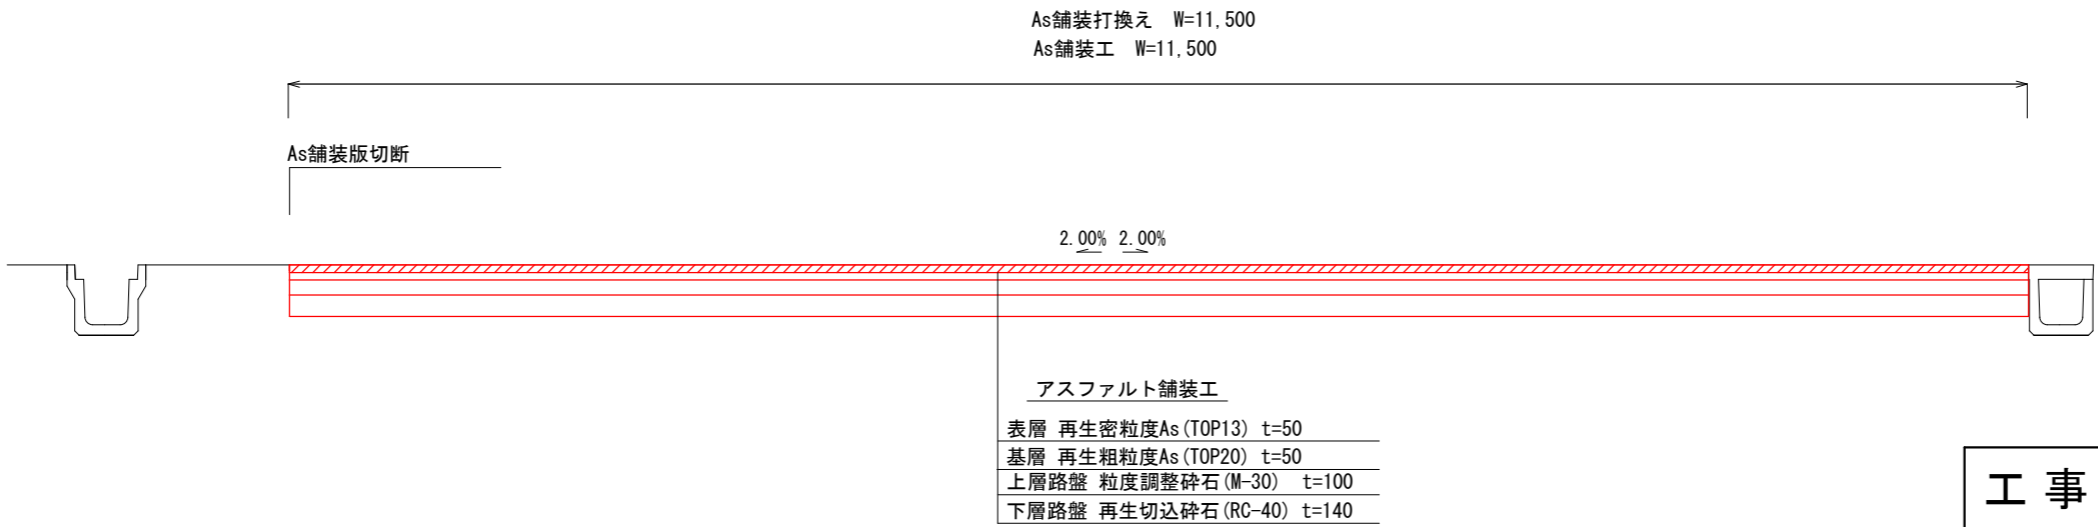 As舗装打換え W=11,500
As舗装工 W=11,500
As舗装版切断
2.00% 2.00%
アスファルト舗装工
表層 再生密粒度As(TOP13) t=50
基層 再生粗粒度As(TOP20) t=50
上層路盤 粒度調整砕石(M-30) t=100
下層路盤 再生切込砕石(RC-40) t=140
工事